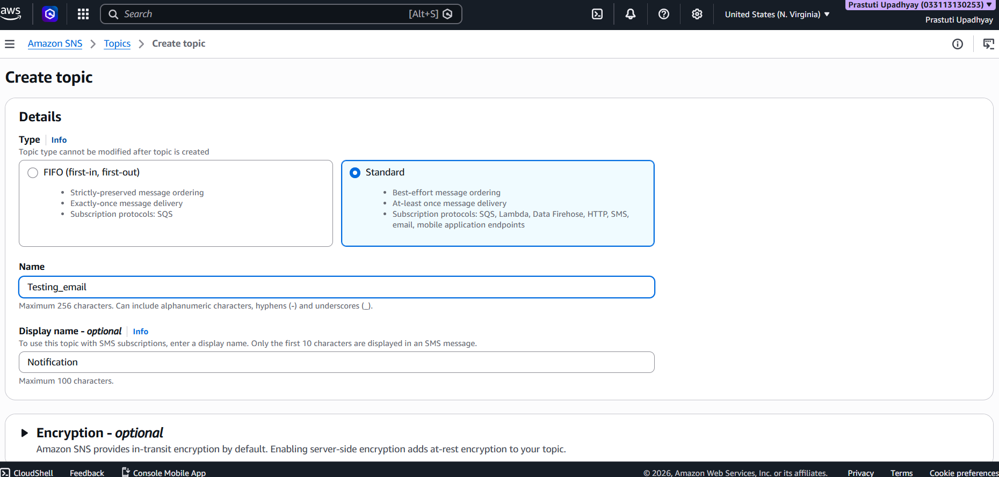 aws
Search
[Alt+S]
United States (N. Virginia)
Prastuti Upadhyay (033113130253)
Prastuti Upadhyay
Amazon SNS
Topics
Create topic
Create topic
Details
Type
Info
Topic type cannot be modified after topic is created
FIFO (first-in, first-out)
Strictly-preserved message ordering
Exactly-once message delivery
Subscription protocols: SQS
Standard
Best-effort message ordering
At-least once message delivery
Subscription protocols: SQS, Lambda, Data Firehose, HTTP, SMS,
email, mobile application endpoints
Name
Testing_email
Maximum 256 characters. Can include alphanumeric characters, hyphens (-) and underscores (_).
Display name - optional
Info
To use this topic with SMS subscriptions, enter a display name. Only the first 10 characters are displayed in an SMS message.
Notification
Maximum 100 characters.
Encryption - optional
Amazon SNS provides in-transit encryption by default. Enabling server-side encryption adds at-rest encryption to your topic.
CloudShell
Feedback
Console Mobile App
© 2026, Amazon Web Services, Inc. or its affiliates.
Privacy
Terms
Cookie preferences